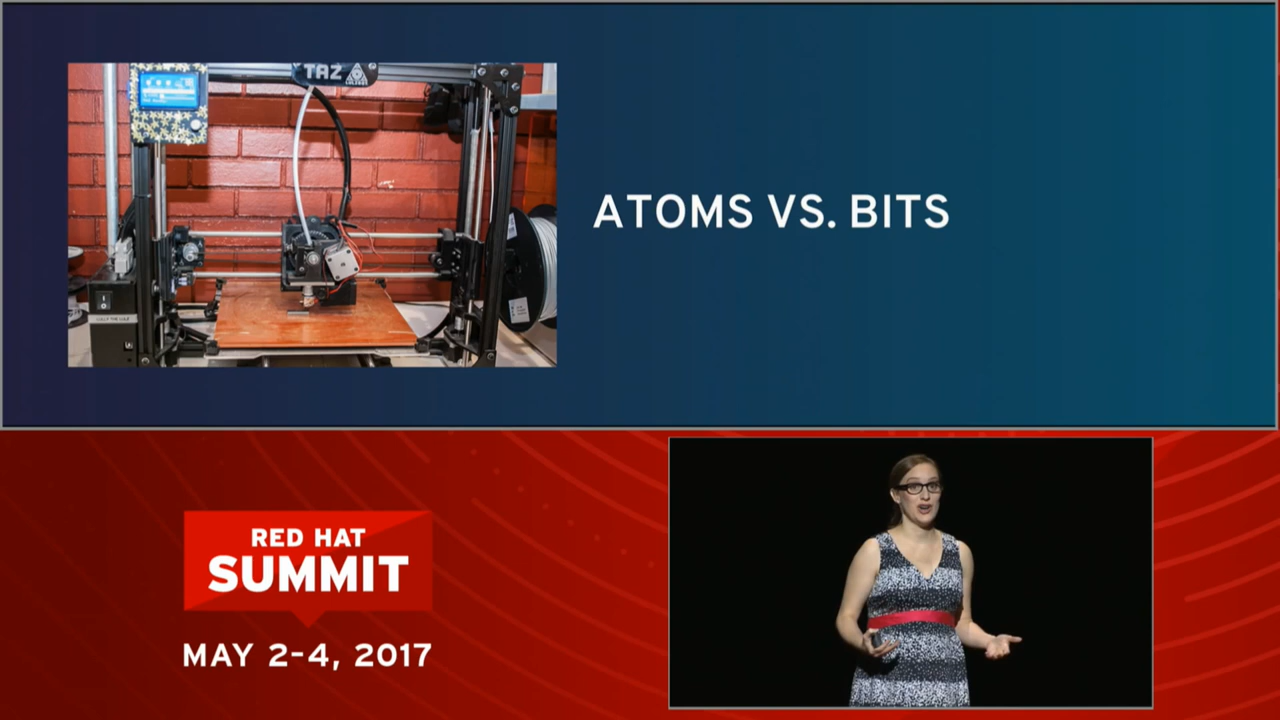 TAZ
ATOMS VS. BITS
RED HAT
SUMMIT
MAY 2-4, 2017